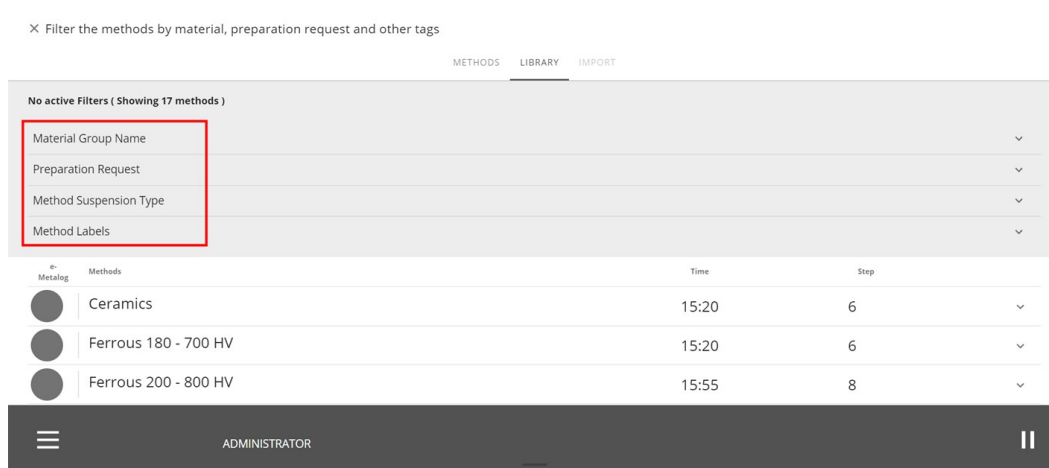 × Filter the methods by material, preparation request and other tags
METHODS LIBRARY IMPORT
No active Filters ( Showing 17 methods )
Material Group Name
Preparation Request
Method Suspension Type
Method Labels
e-Metalog Methods Time Step
Ceramics 15:20 6
Ferrous 180 - 700 HV 15:20 6
Ferrous 200 - 800 HV 15:55 8
ADMINISTRATOR